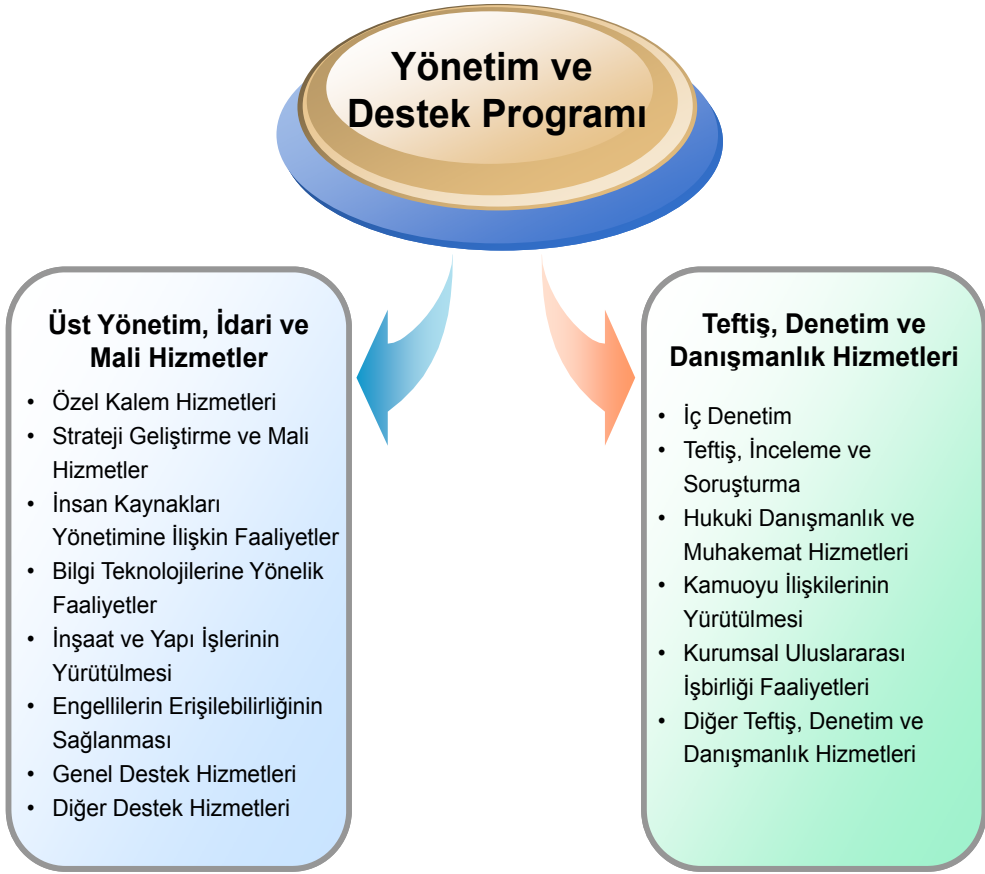 Yönetim ve
Destek Programı
Üst Yönetim, İdari ve
Mali Hizmetler
• Özel Kalem Hizmetleri
• Strateji Geliştirme ve Mali
Hizmetler
• İnsan Kaynakları
Yönetimine İlişkin Faaliyetler
• Bilgi Teknolojilerine Yönelik
Faaliyetler
• İnşaat ve Yapı İşlerinin
Yürütülmesi
• Engellilerin Erişilebilirliğinin
Sağlanması
• Genel Destek Hizmetleri
• Diğer Destek Hizmetleri
Teftiş, Denetim ve
Danışmanlık Hizmetleri
• İç Denetim
• Teftiş, İnceleme ve
Soruşturma
• Hukuki Danışmanlık ve
Muhakemat Hizmetleri
• Kamuoyu İlişkilerinin
Yürütülmesi
• Kurumsal Uluslararası
İşbirliği Faaliyetleri
• Diğer Teftiş, Denetim ve
Danışmanlık Hizmetleri